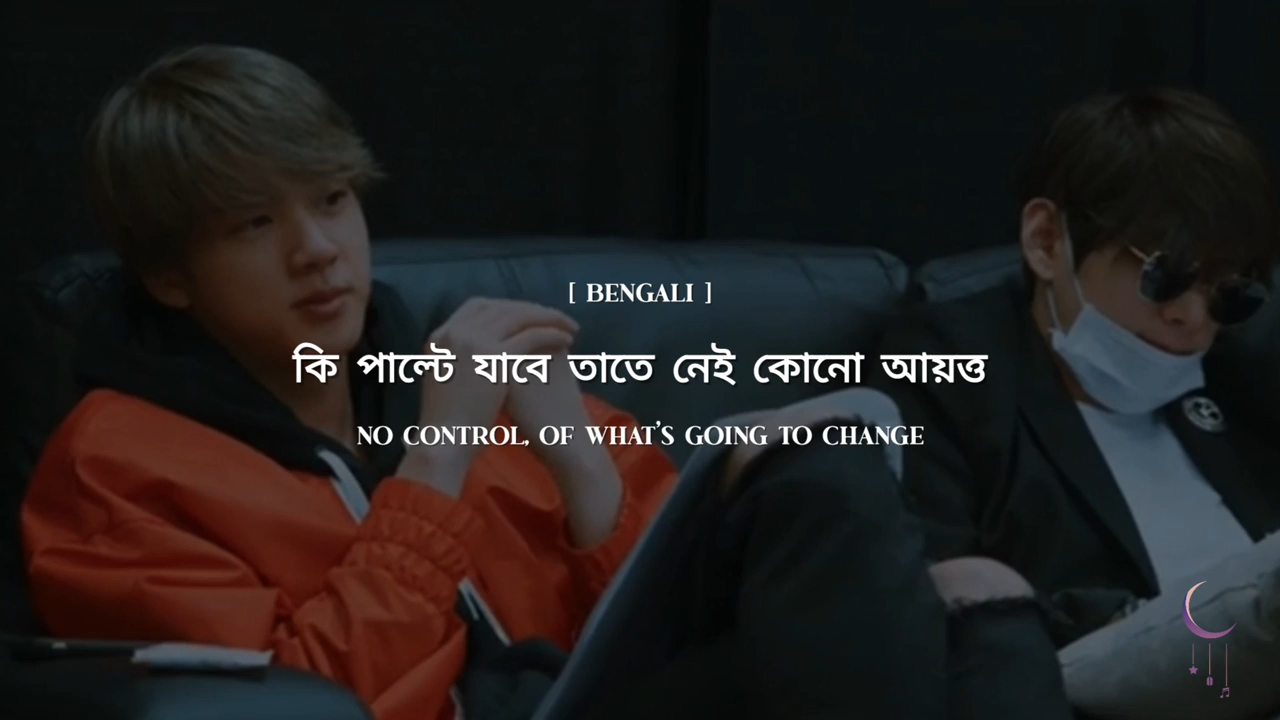 [ BENGALI ]
কি পাল্টে যাবে তাতে নেই কোনো আয়ত্ত
NO CONTROL, OF WHAT'S GOING TO CHANGE